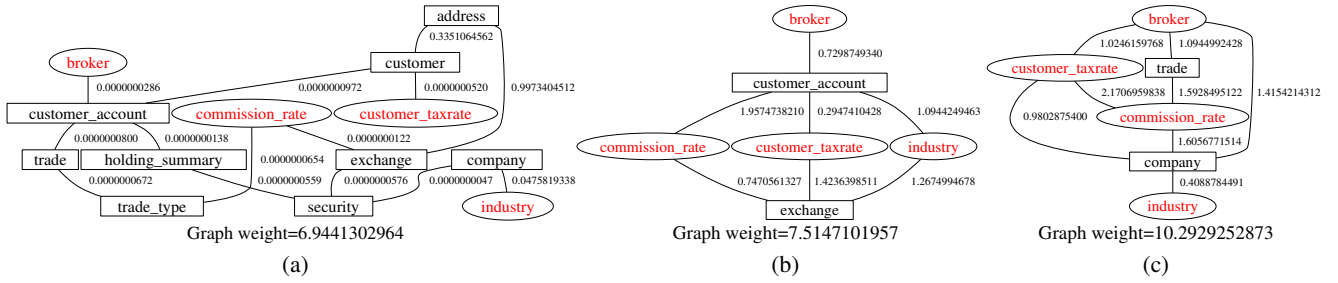 address
0.3351064562
broker
customer
0.0000000286
0.0000000972
0.0000000520
0.9973404512
customer_account
commission_rate
customer_taxrate
0.0000000800
0.0000000138
0.0000000122
trade
holding_summary
0.0000000654
exchange
company
0.0000000672
0.0000000559
0.0000000576
0.0000000047
0.0475819338
trade_type
security
industry
Graph weight=6.9441302964
(a)
broker
0.7298749340
customer_account
1.9574738210
0.2947410428
1.0944249463
commission_rate
customer_taxrate
industry
0.7470561327
1.4236398511
1.2674994678
exchange
Graph weight=7.5147101957
(b)
broker
1.0246159768
1.0944992428
customer_taxrate
trade
1.4154214312
2.1706959838
1.5928495122
0.9802875400
commission_rate
1.6056771514
company
0.4088784491
industry
Graph weight=10.2929252873
(c)